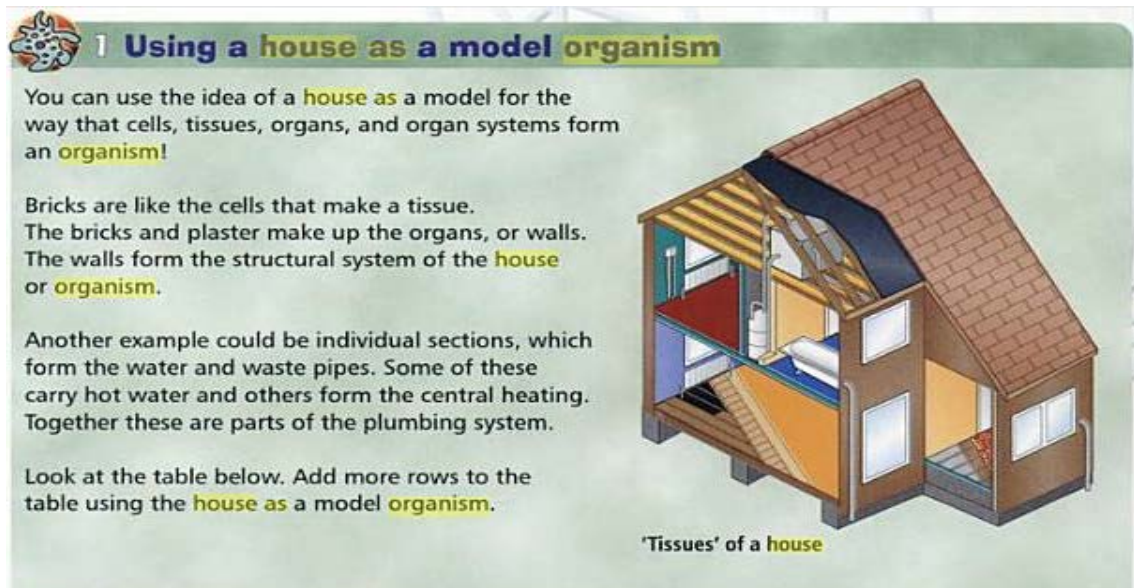 1 Using a house as a model organism
You can use the idea of a house as a model for the
way that cells, tissues, organs, and organ systems form
an organism!
Bricks are like the cells that make a tissue.
The bricks and plaster make up the organs, or walls.
The walls form the structural system of the house
or organism.
Another example could be individual sections, which
form the water and waste pipes. Some of these
carry hot water and others form the central heating.
Together these are parts of the plumbing system.
Look at the table below. Add more rows to the
table using the house as a model organism.
'Tissues' of a house